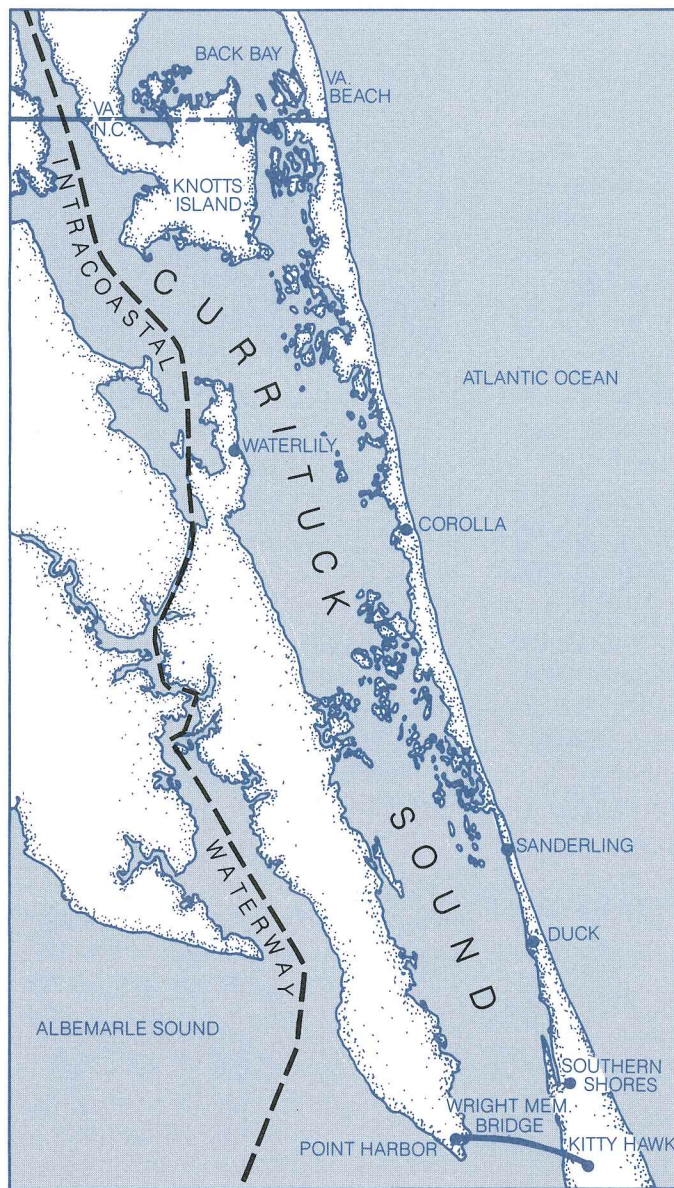 BACK BAY
VA.
BEACH
VA.
N.C.
KNOTTS
ISLAND
INTRACOASTAL
CURRITUCK
ATLANTIC OCEAN
WATERLILY
COROLLA
SOUND
SANDERLING
WATERWAY
DUCK
ALBEMARLE SOUND
SOUTHERN
SHORES
WRIGHT MEM.
BRIDGE
POINT HARBOR
KITTY HAWK